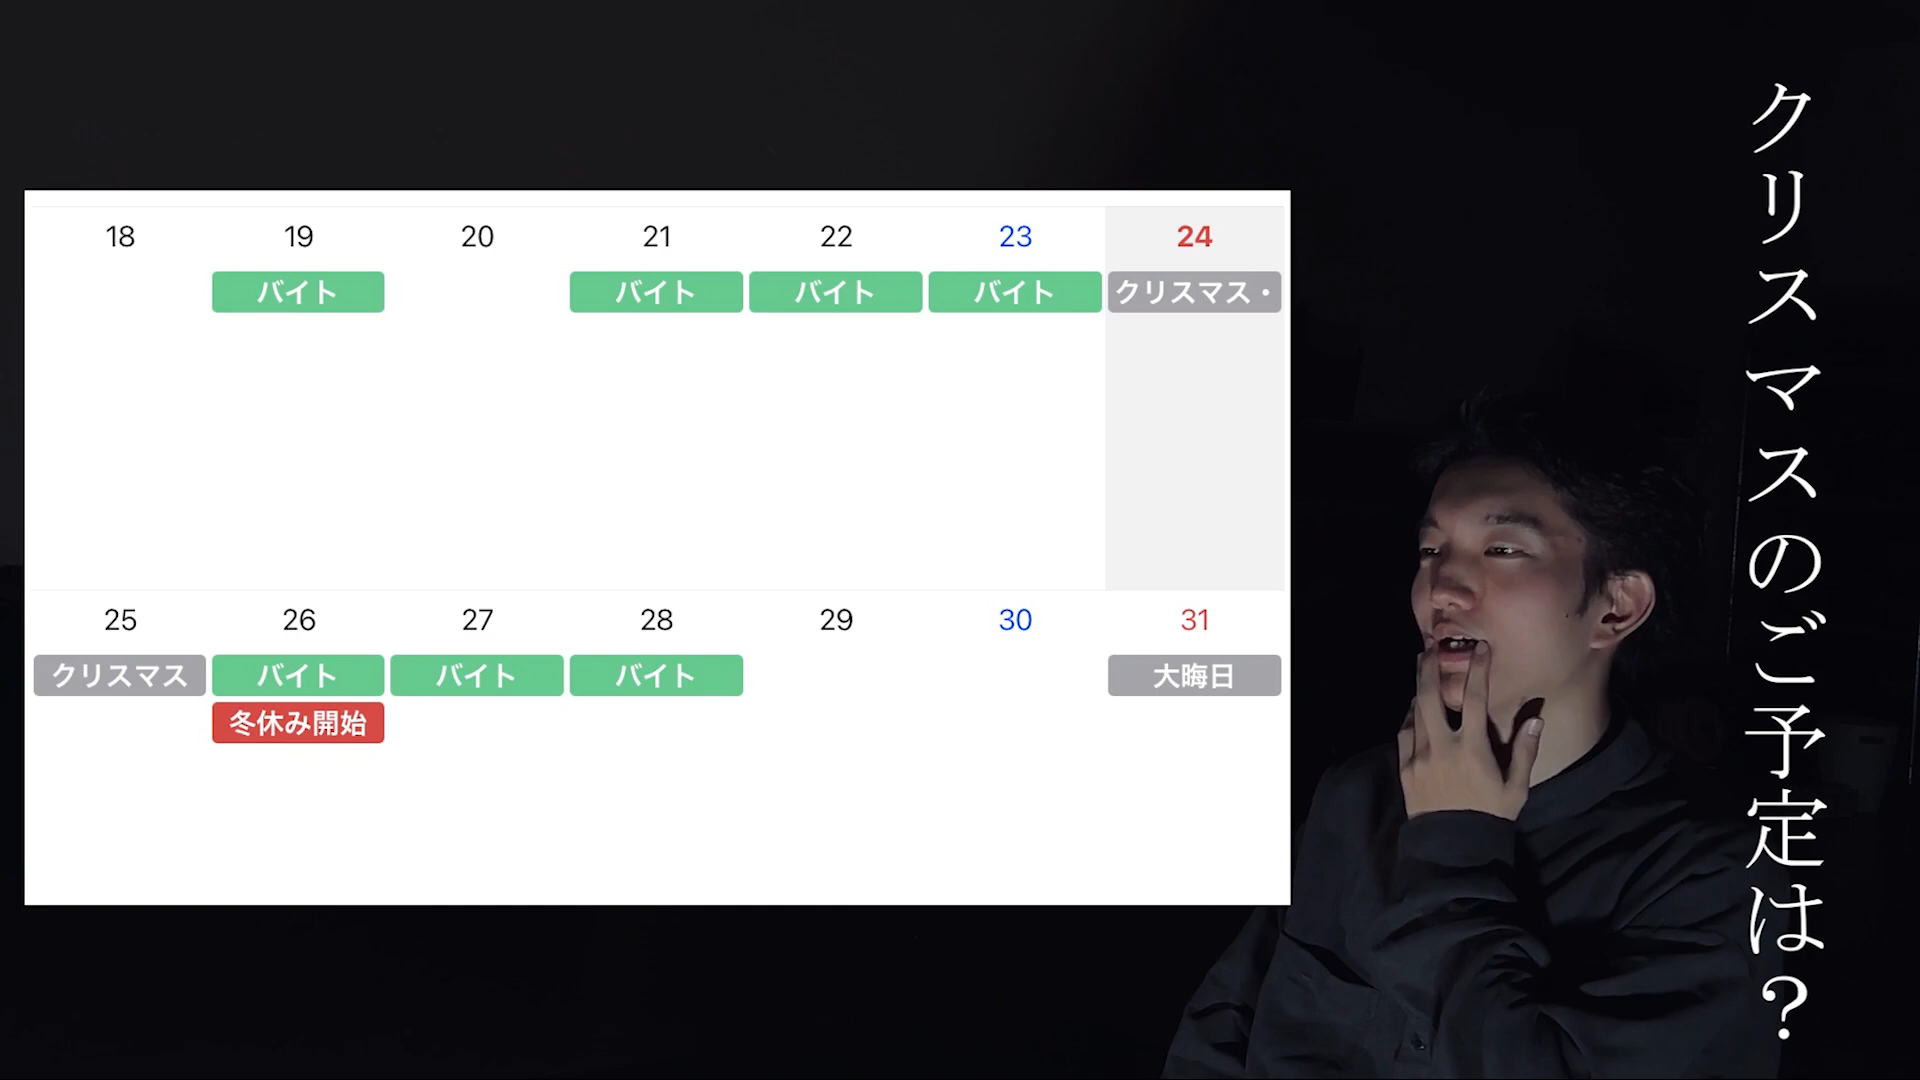 18 19 20 21 22 23 24
バイト バイト バイト バイト クリスマス・
25 26 27 28 29 30 31
クリスマス バイト バイト バイト 大晦日
冬休み開始
クリスマスのご予定は?